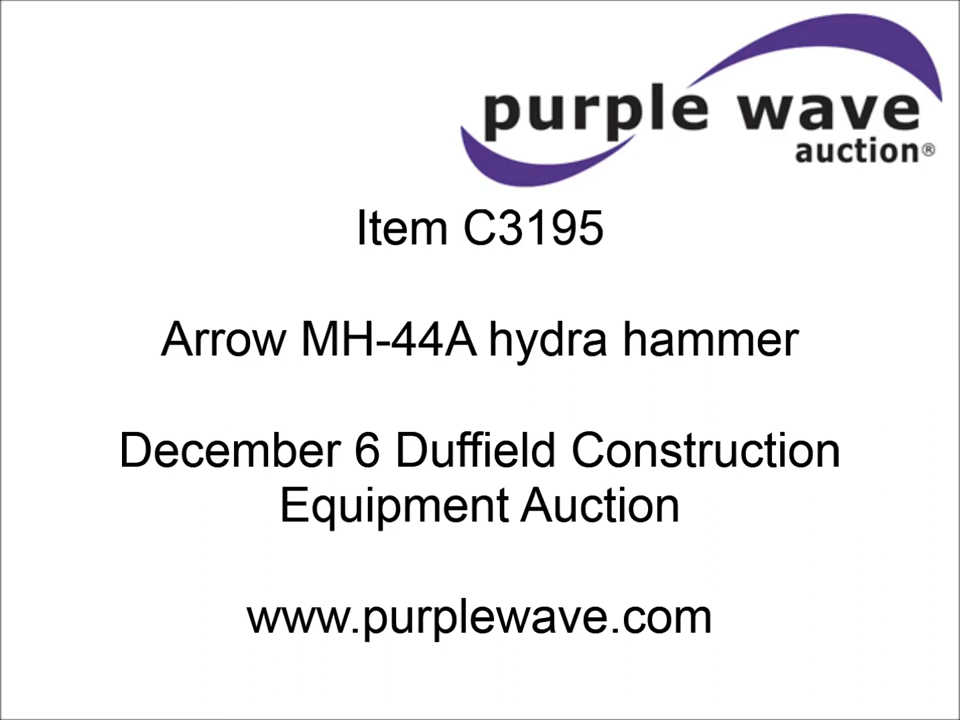 purple wave
auction®
Item C3195
Arrow MH-44A hydra hammer
December 6 Duffield Construction
Equipment Auction
www.purplewave.com